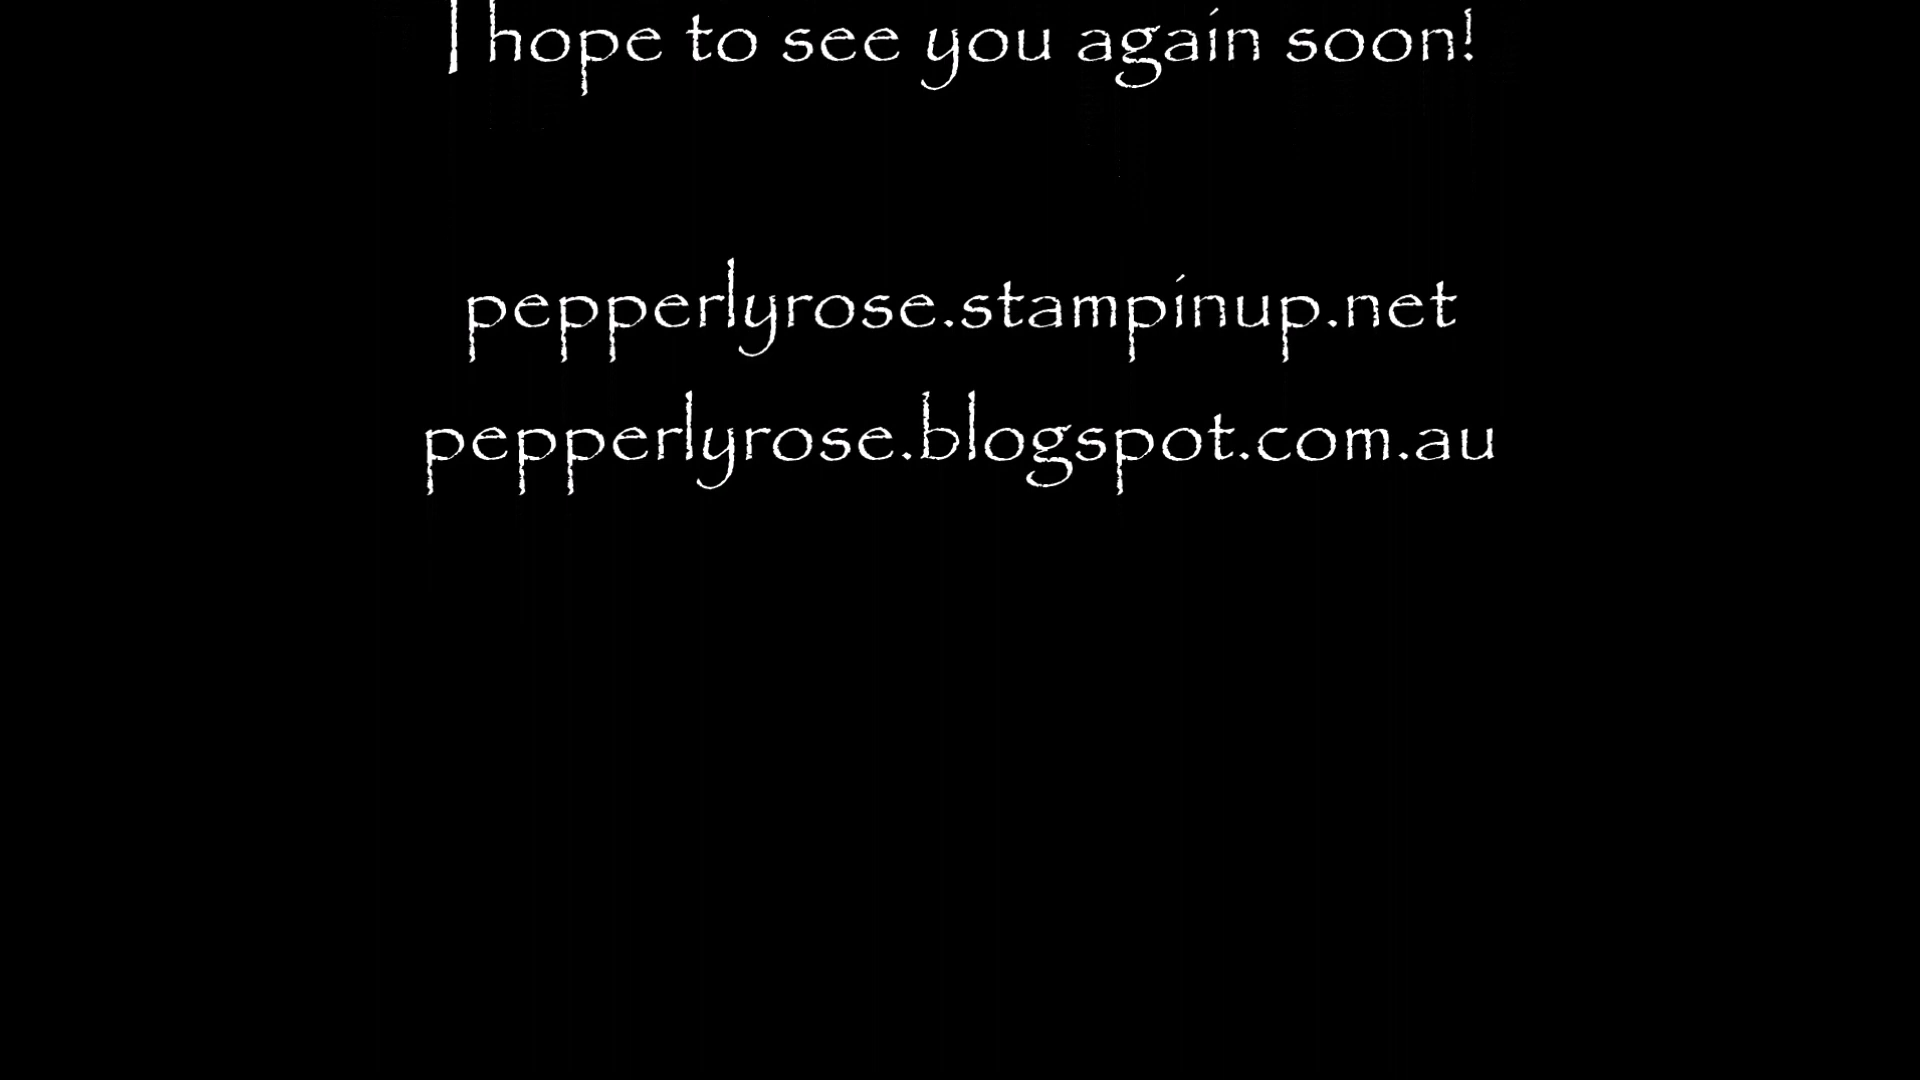 I hope to see you again soon!
pepperlyrose.stampinup.net
pepperlyrose.blogspot.com.au